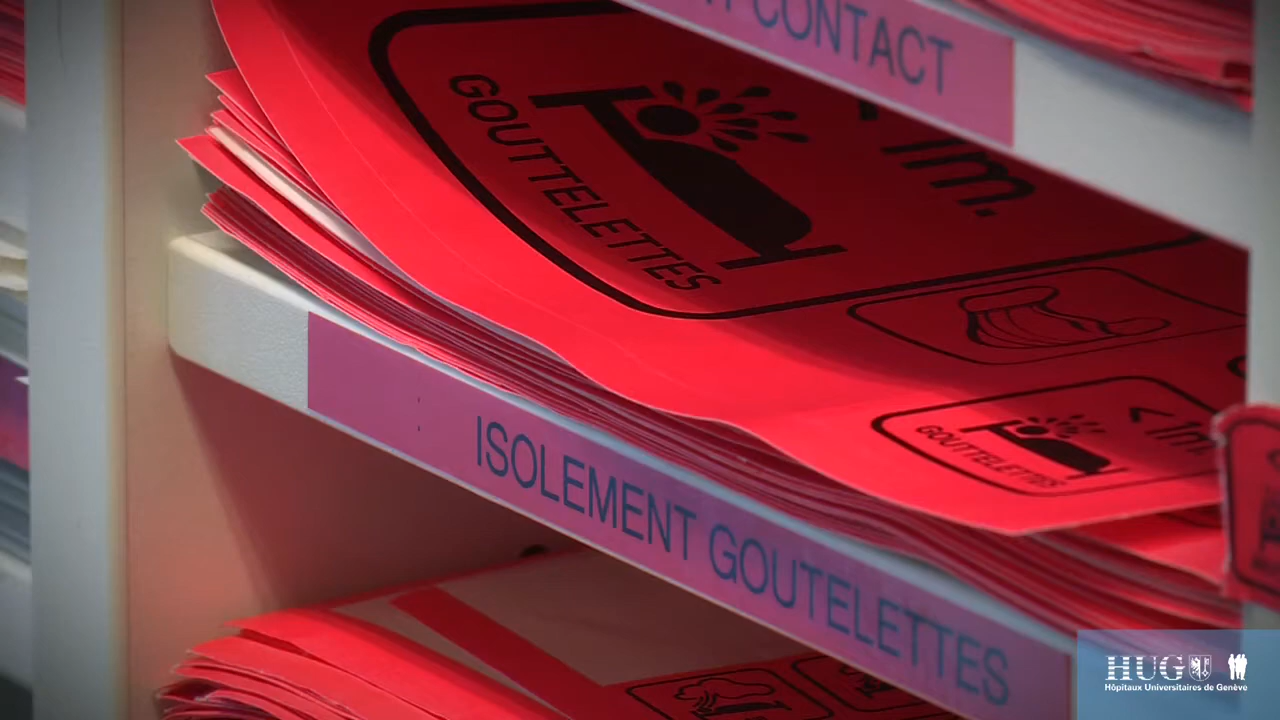 CONTACT
< 1m.
GOUTTELETTES
< 1m.
GOUTTELETTES
ISOLEMENT GOUTELETTES
HUG
Hôpitaux Universitaires de Genève